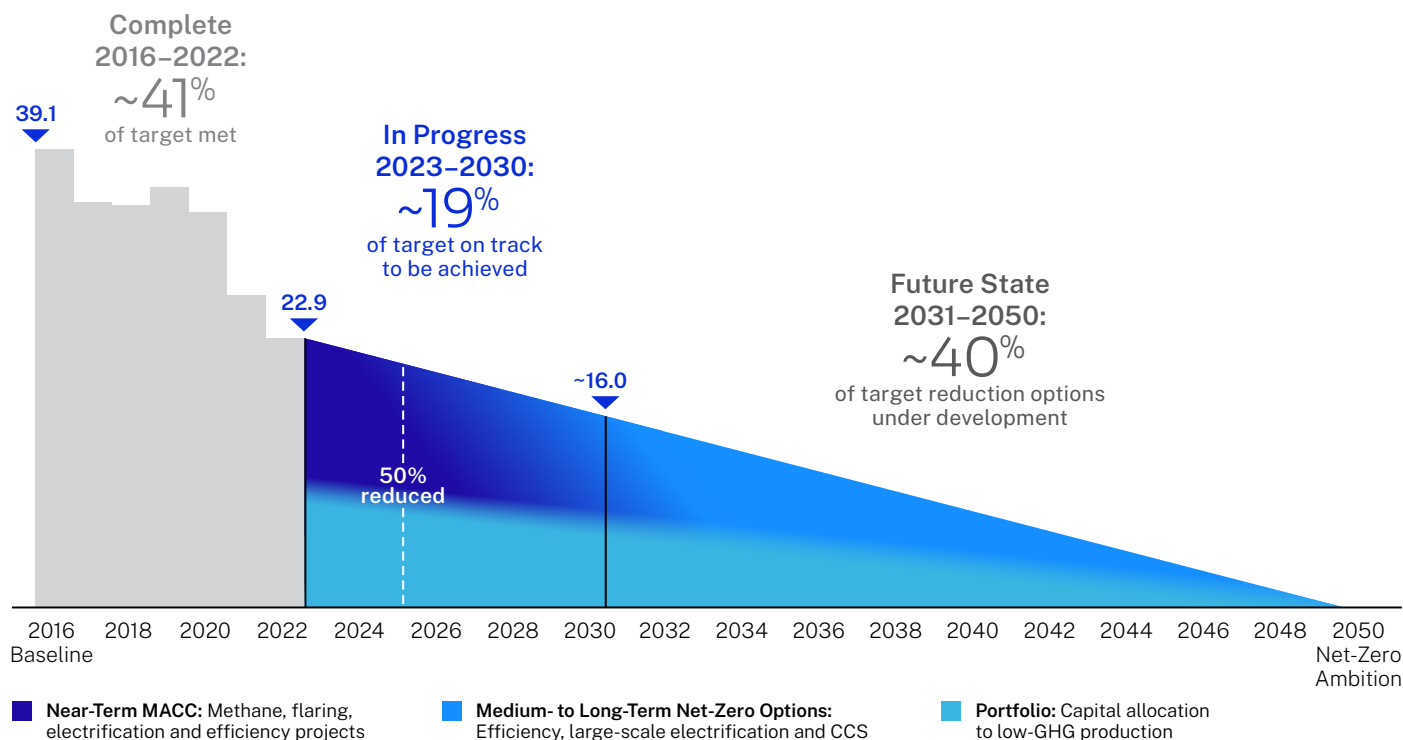 Complete
2016–2022:
~41%
of target met
39.1
In Progress
2023–2030:
~19%
of target on track
to be achieved
22.9
Future State
2031–2050:
~40%
of target reduction options
under development
~16.0
50%
reduced
2016 2018 2020 2022 2024 2026 2028 2030 2032 2034 2036 2038 2040 2042 2044 2046 2048 2050
Baseline
Net-Zero
Ambition
Near-Term MACC: Methane, flaring,
electrification and efficiency projects
Medium- to Long-Term Net-Zero Options:
Efficiency, large-scale electrification and CCS
Portfolio: Capital allocation
to low-GHG production